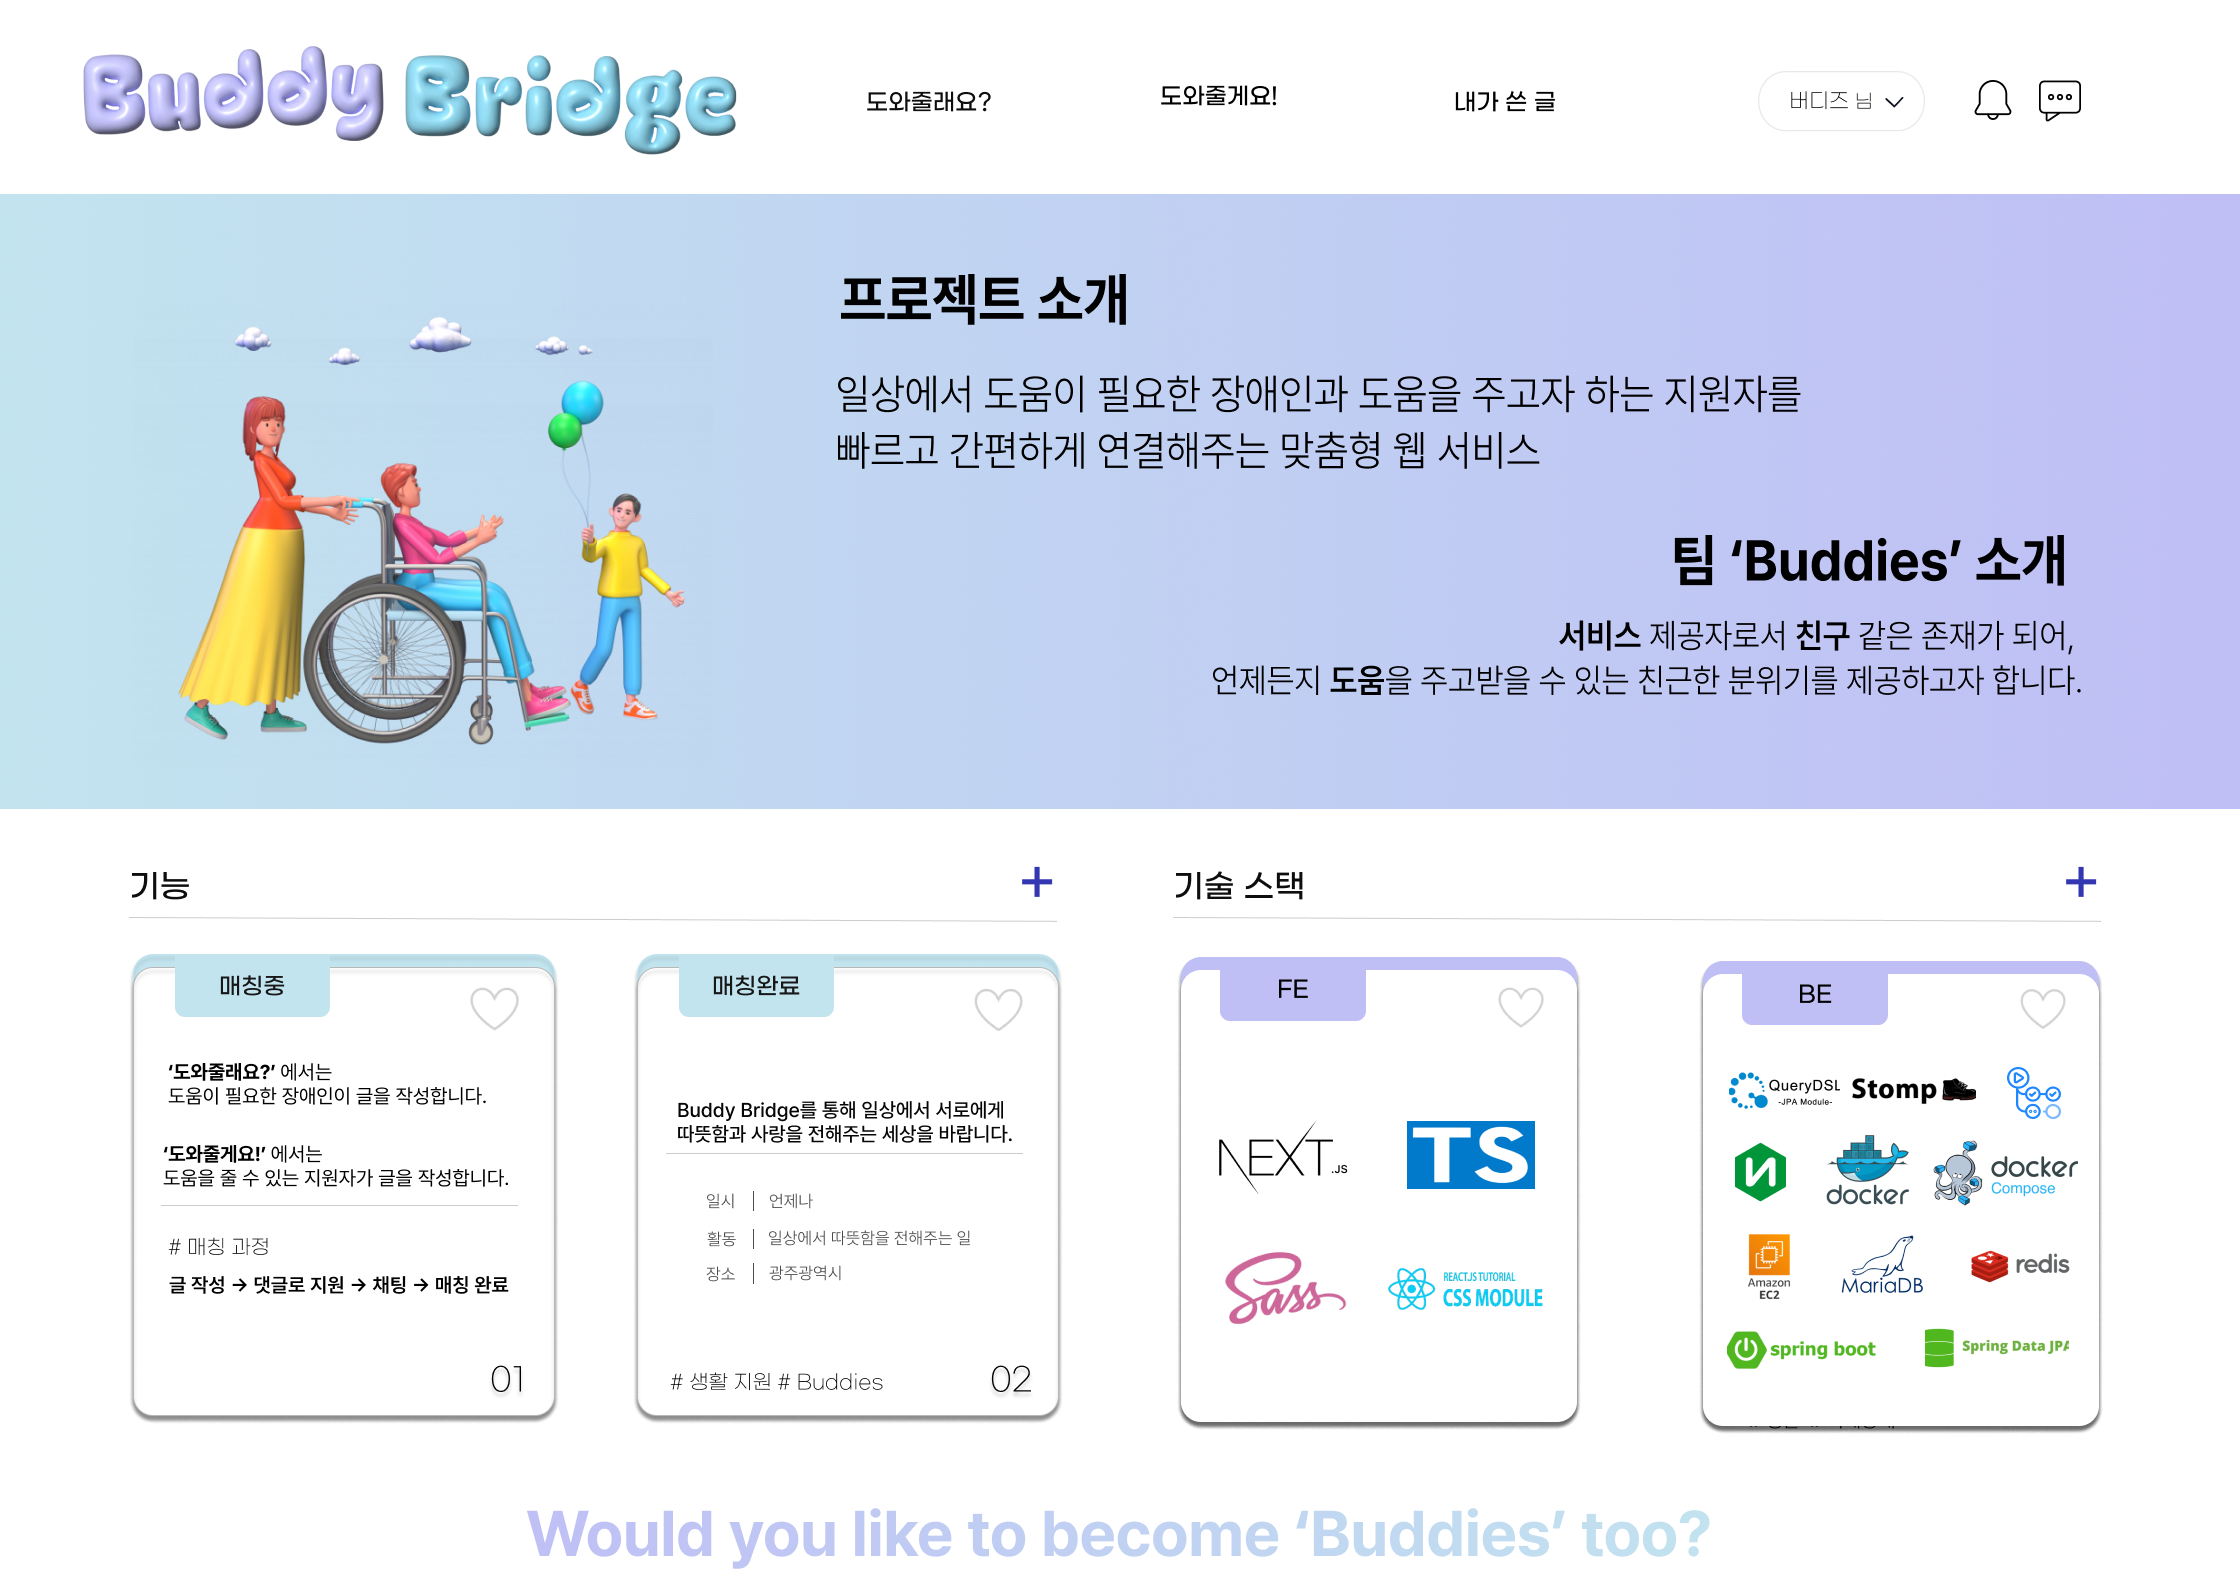 Buddy Bridge
도와줄래요?
도와줄게요!
내가 쓴 글
버디즈 님
프로젝트 소개
일상에서 도움이 필요한 장애인과 도움을 주고자 하는 지원자를
빠르고 간편하게 연결해주는 맞춤형 웹 서비스
팀 ‘Buddies’ 소개
서비스 제공자로서 친구 같은 존재가 되어,
언제든지 도움을 주고받을 수 있는 친근한 분위기를 제공하고자 합니다.
기능
매칭중
‘도와줄래요?’ 에서는
도움이 필요한 장애인이 글을 작성합니다.
‘도와줄게요!’ 에서는
도움을 줄 수 있는 지원자가 글을 작성합니다.
# 매칭 과정
글 작성 → 댓글로 지원 → 채팅 → 매칭 완료
01
매칭완료
Buddy Bridge를 통해 일상에서 서로에게
따뜻함과 사랑을 전해주는 세상을 바랍니다.
일시 | 언제나
활동 | 일상에서 따뜻함을 전해주는 일
장소 | 광주광역시
# 생활 지원 # Buddies
02
기술 스택
FE
NEXT.JS
TS
Sass
REACT.JS TUTORIAL
CSS MODULE
BE
QueryDSL
-JPA Module-
Stomp
docker
docker
Compose
Amazon
EC2
MariaDB
redis
spring boot
Spring Data JPA
Would you like to become ‘Buddies’ too?